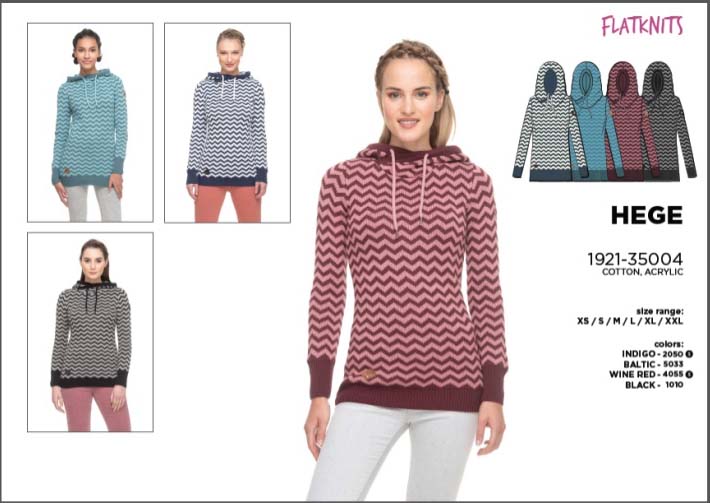 FLATKNITS
HEGE
1921-35004
COTTON, ACRYLIC
size range:
XS / S / M / L / XL / XXL
colors:
INDIGO - 2050
BALTIC - 5033
WINE RED - 4055
BLACK - 1010